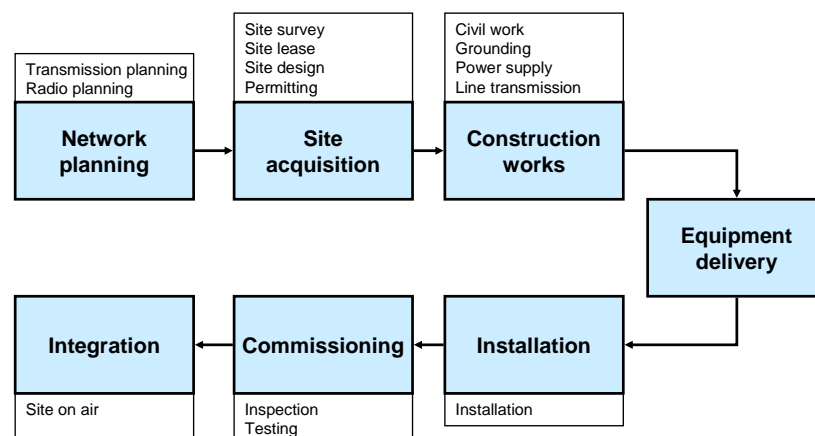 Transmission planning
Radio planning
Network
planning
Site survey
Site lease
Site design
Permitting
Site
acquisition
Civil work
Grounding
Power supply
Line transmission
Construction
works
Equipment
delivery
Integration
Site on air
Commissioning
Inspection
Testing
Installation
Installation